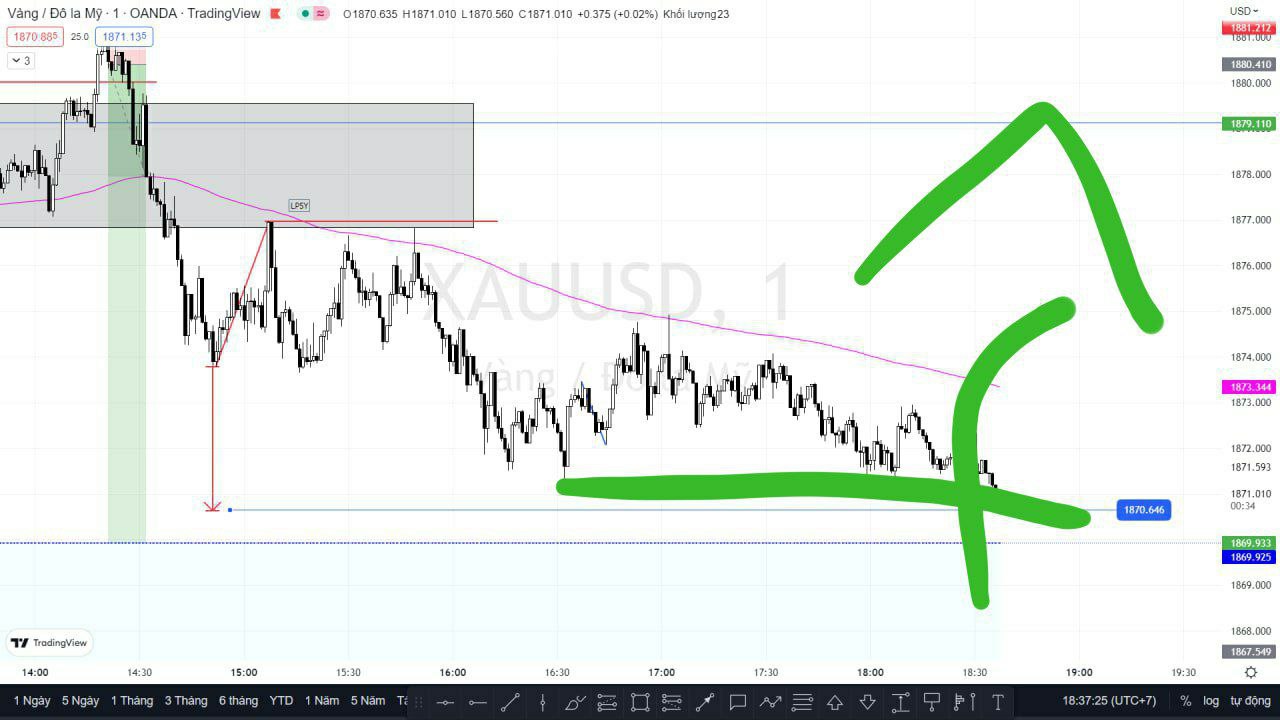 Vàng / Đô la Mỹ · 1 · OANDA · TradingView O1870.635 H1871.010 L1870.560 C1871.010 +0.375 (+0.02%) Khối lượng23
USD
1870.885 25.0 1871.135
3
1881.212
1881.000
1880.410
1880.000
1879.110
1878.000
LPSY
1877.000
1876.000
XAUUSD, 1
1875.000
1874.000
Vàng / Đô la Mỹ
1873.344
1873.000
1872.000
1871.593
1871.010
00:34
1870.646
1869.933
1869.925
1869.000
1868.000
TradingView
1867.549
14:00 14:30 15:00 15:30 16:00 16:30 17:00 17:30 18:00 18:30 19:00 19:30
1 Ngày 5 Ngày 1 Tháng 3 Tháng 6 tháng YTD 1 Năm 5 Năm T 18:37:25 (UTC+7) % log tự động